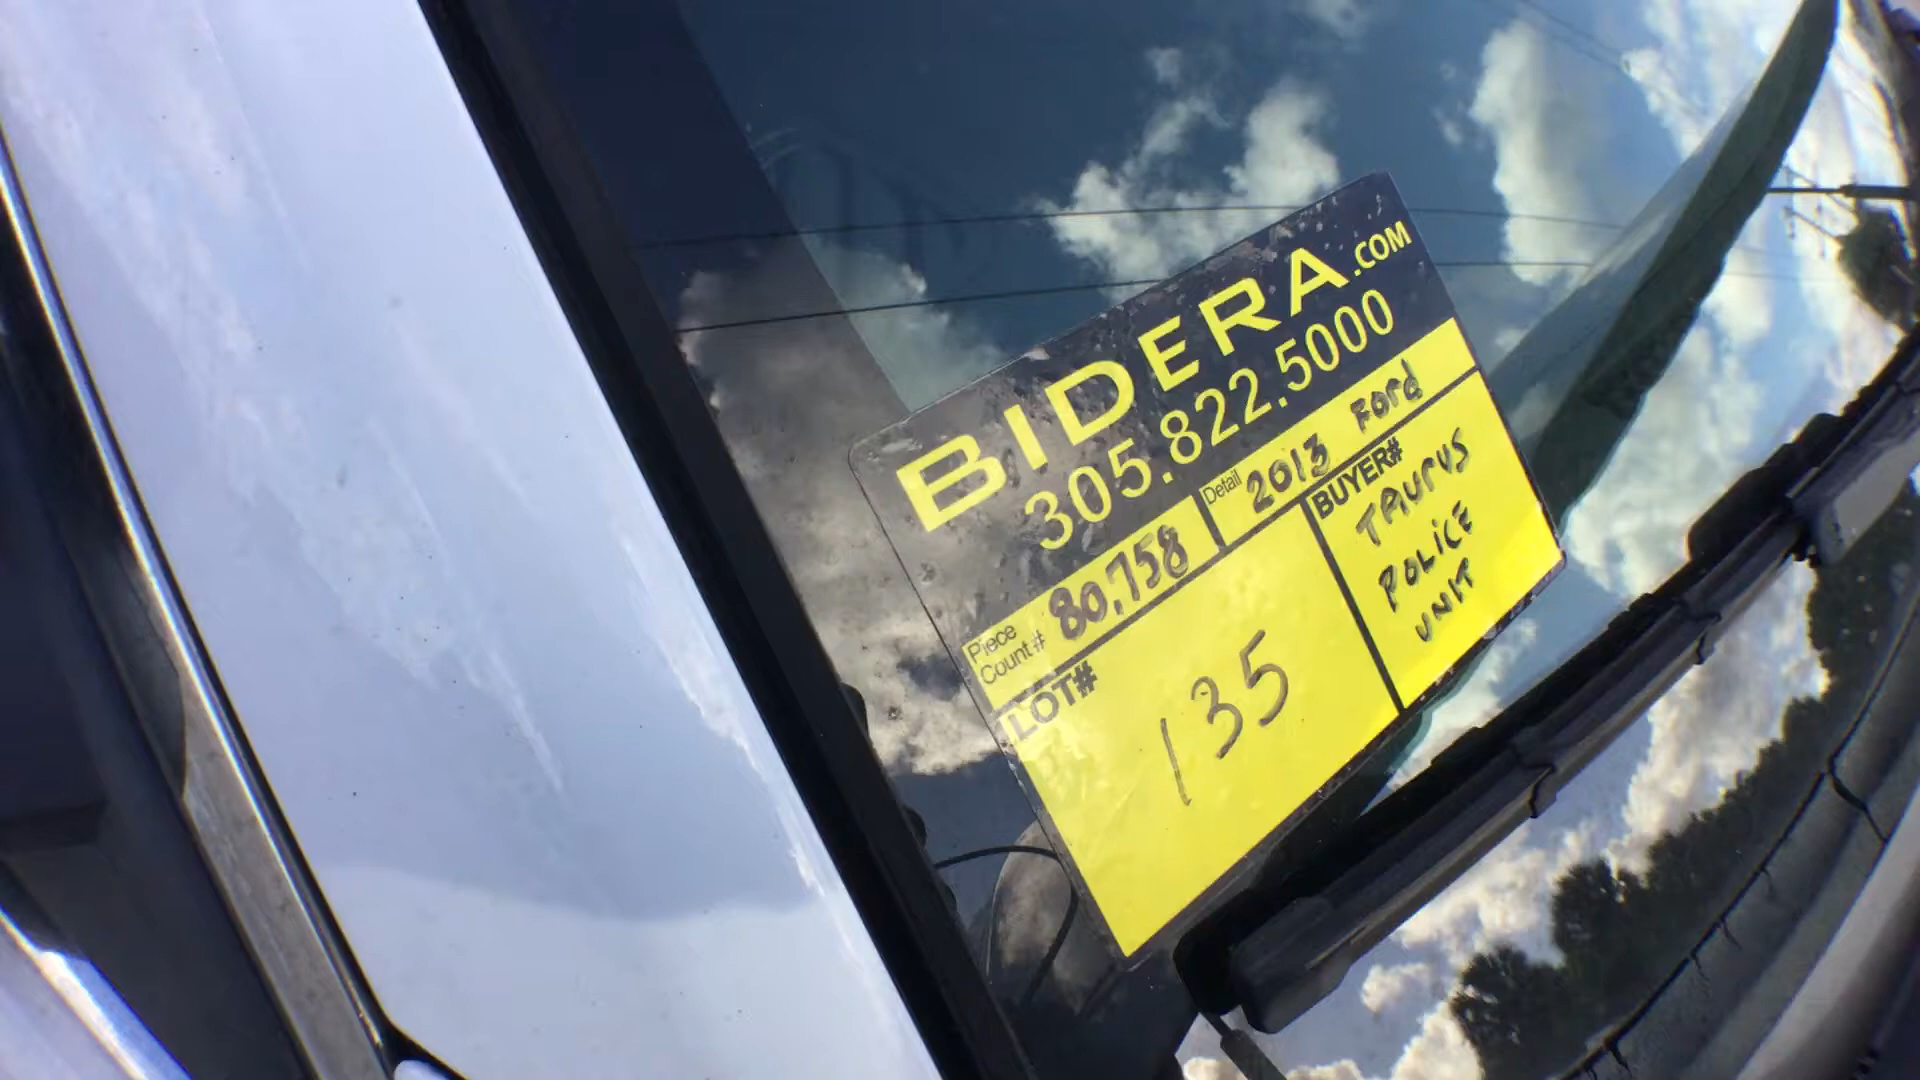 BIDERA.COM
305.822.5000
Piece Count# 80,758
Detail 2013 Ford
LOT# 135
BUYER#
TAURUS
POLICE
UNIT